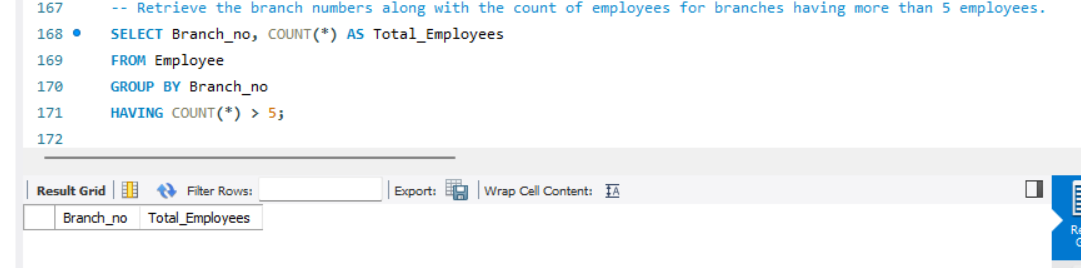 167 -- Retrieve the branch numbers along with the count of employees for branches having more than 5 employees.
168 SELECT Branch_no, COUNT(*) AS Total_Employees
169 FROM Employee
170 GROUP BY Branch_no
171 HAVING COUNT(*) > 5;
172
Result Grid Filter Rows: Export: Wrap Cell Content: IA
Branch_no Total_Employees